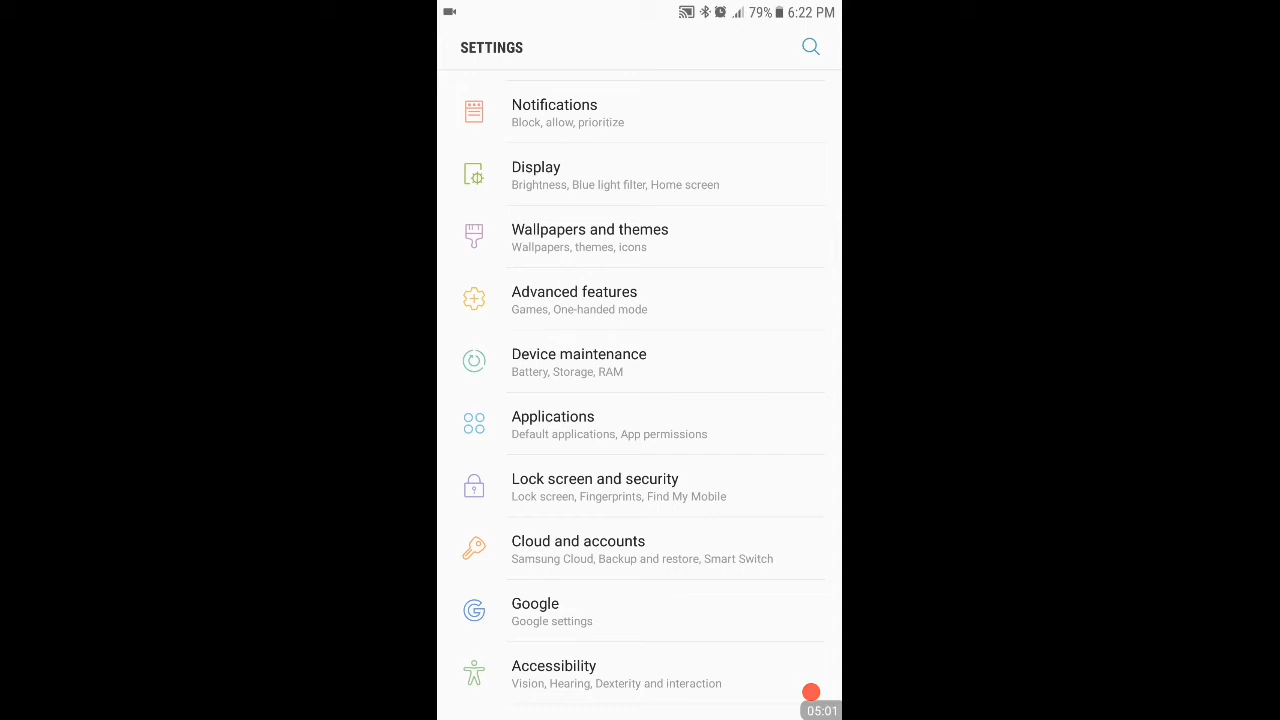 79% 6:22 PM
SETTINGS
Notifications
Block, allow, prioritize
Display
Brightness, Blue light filter, Home screen
Wallpapers and themes
Wallpapers, themes, icons
Advanced features
Games, One-handed mode
Device maintenance
Battery, Storage, RAM
Applications
Default applications, App permissions
Lock screen and security
Lock screen, Fingerprints, Find My Mobile
Cloud and accounts
Samsung Cloud, Backup and restore, Smart Switch
Google
Google settings
Accessibility
Vision, Hearing, Dexterity and interaction
05:01